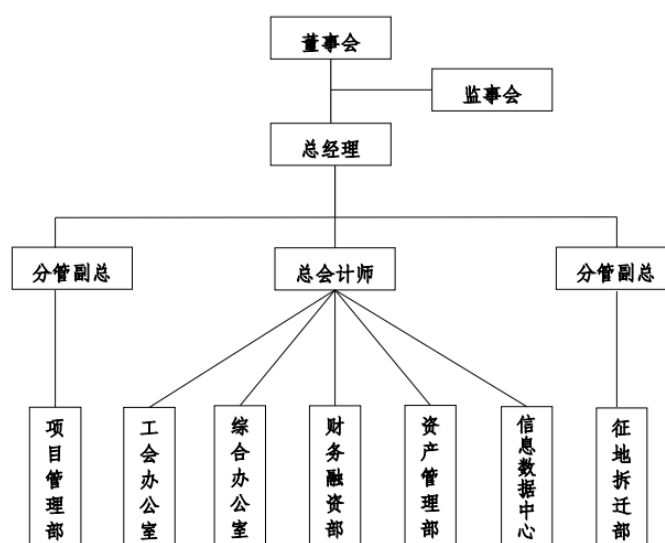 董事会
监事会
总经理
分管副总
总会计师
分管副总
项目管理部
工会办公室
综合办公室
财务融资部
资产管理部
信息数据中心
征地拆迁部